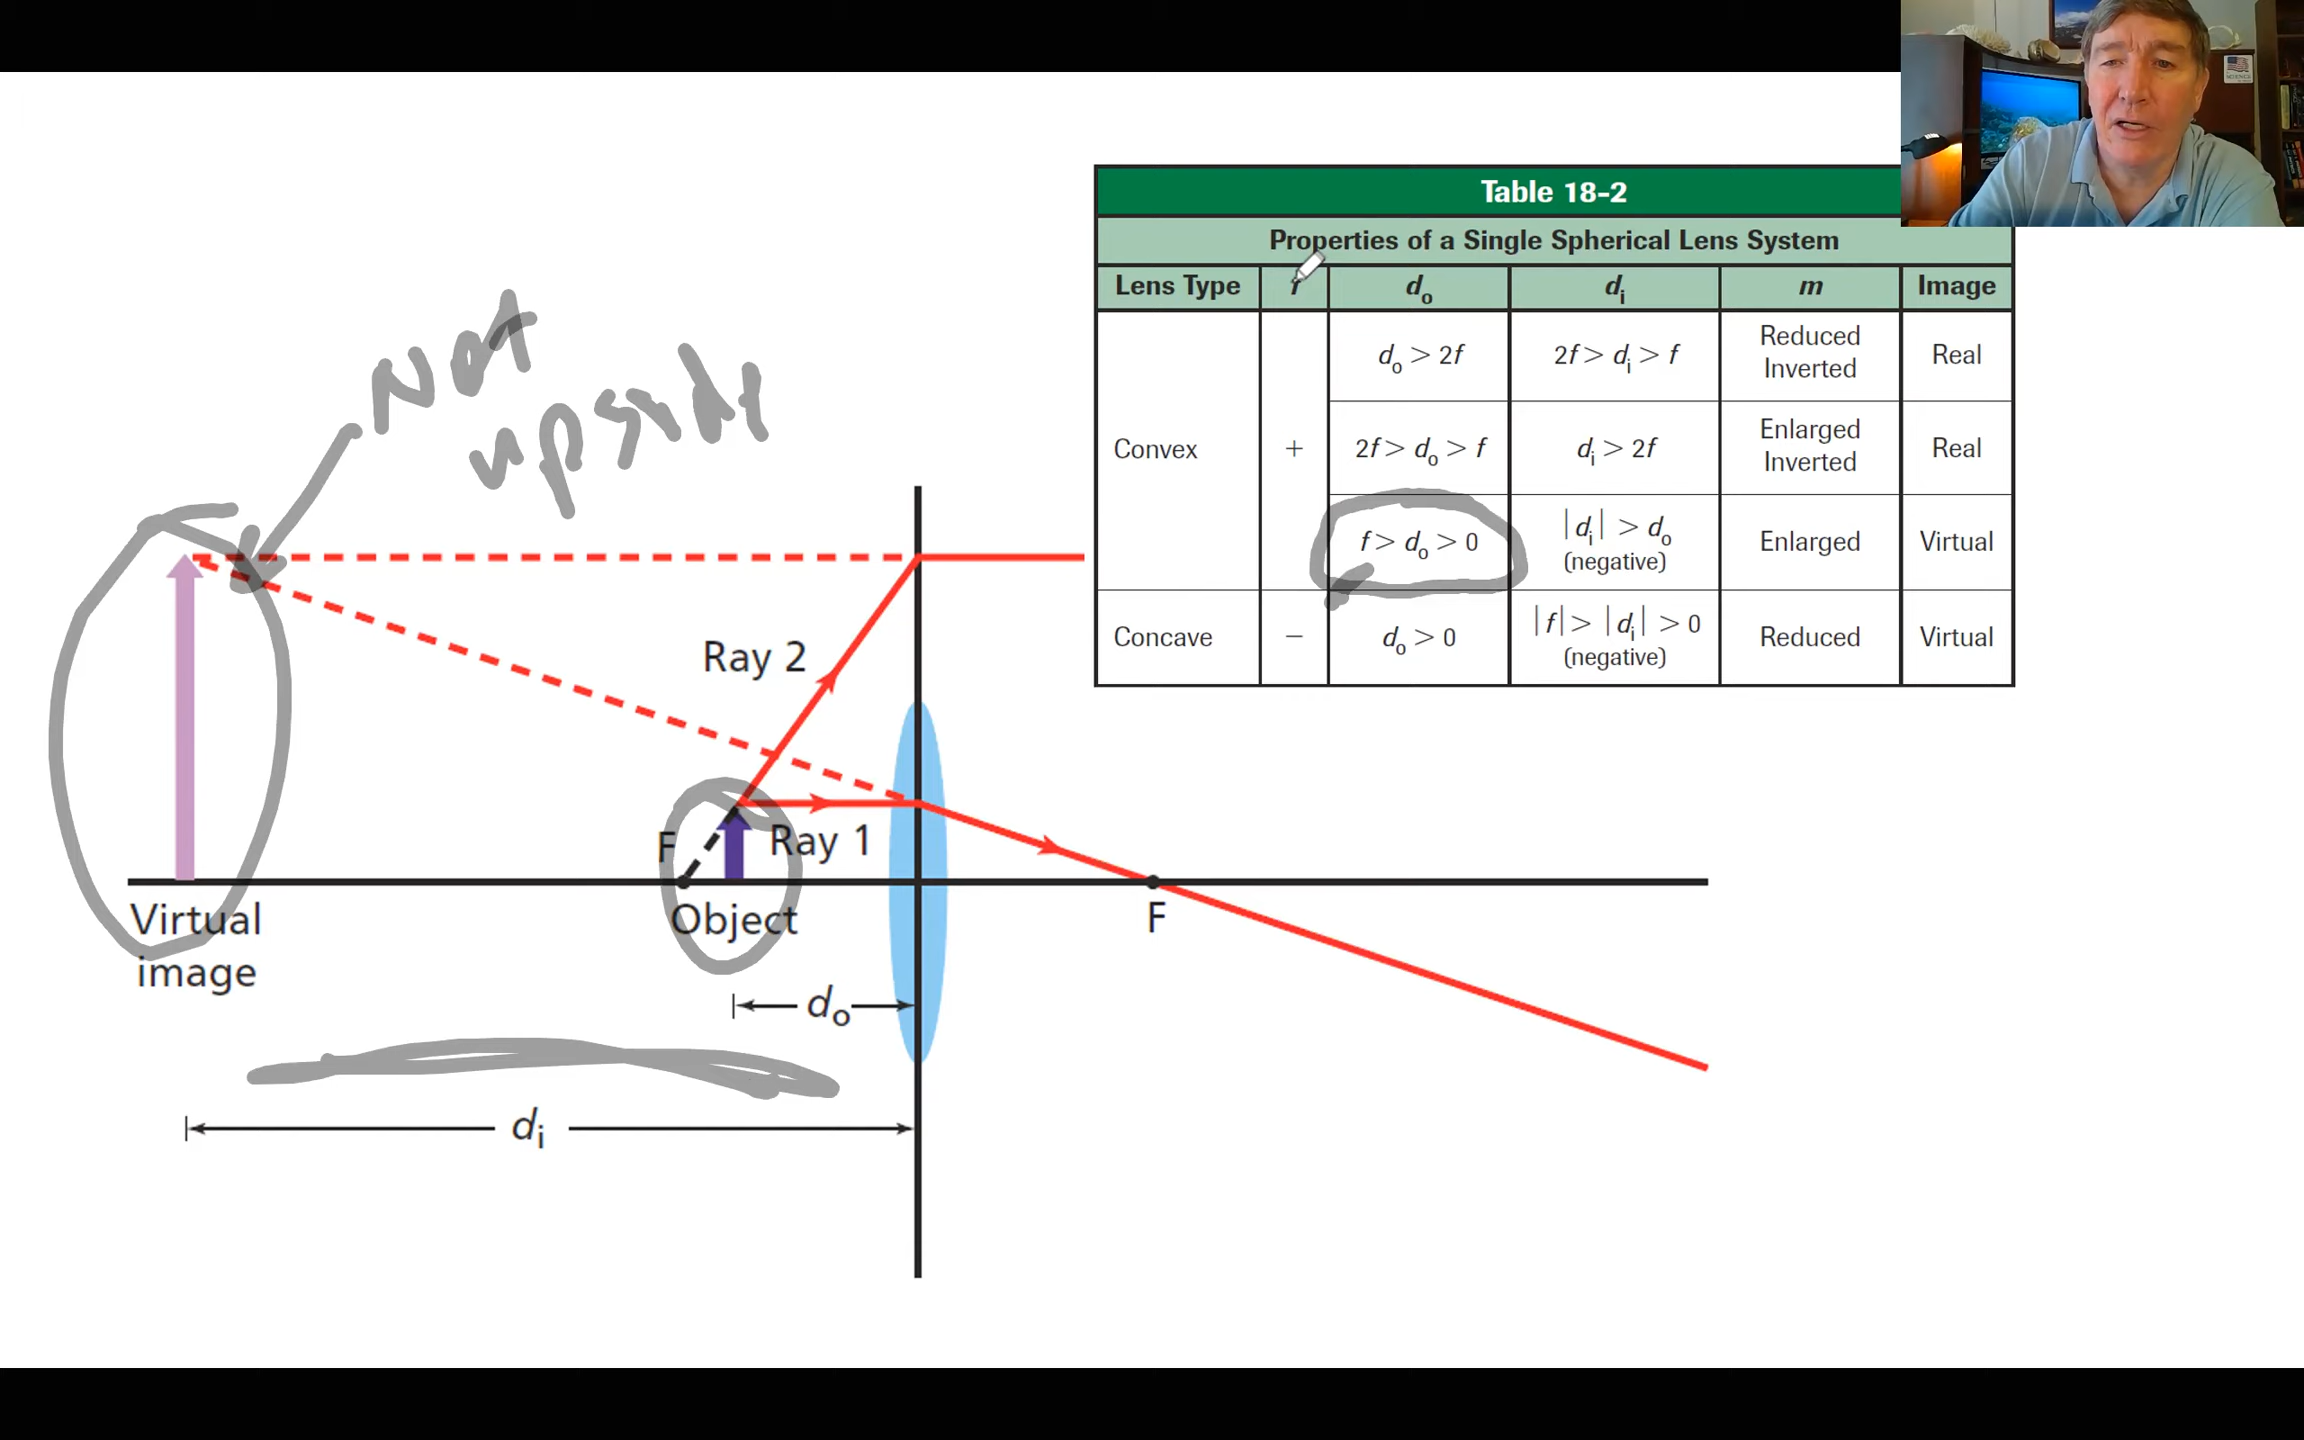 Table 18-2
Properties of a Single Spherical Lens System
Lens Type f dₒ dᵢ m Image
Convex +
dₒ > 2f 2f > dᵢ > f Reduced Inverted Real
2f > dₒ > f dᵢ > 2f Enlarged Inverted Real
f > dₒ > 0 |dᵢ| > dₒ (negative) Enlarged Virtual
Concave − dₒ > 0 |f| > |dᵢ| > 0 (negative) Reduced Virtual
Not
upside
Ray 2
Ray 1
F
F
Object
Virtual
image
dₒ
dᵢ